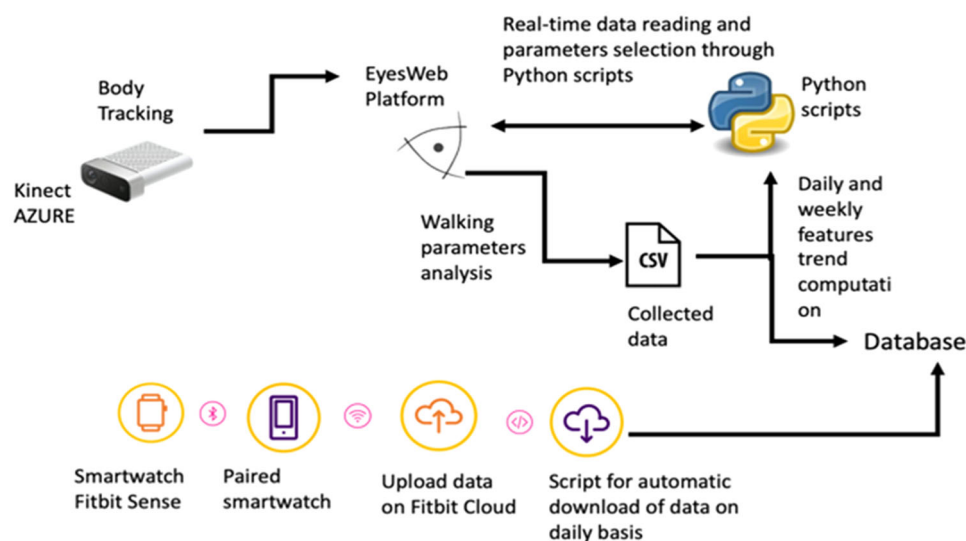 Real-time data reading and
parameters selection through
Python scripts
Body
Tracking
EyesWeb
Platform
Python
scripts
Kinect
AZURE
Walking
parameters
analysis
CSV
Collected
data
Daily and
weekly
features
trend
computati
on
Database
</>
Smartwatch
Fitbit Sense
Paired
smartwatch
Upload data
on Fitbit Cloud
Script for automatic
download of data on
daily basis